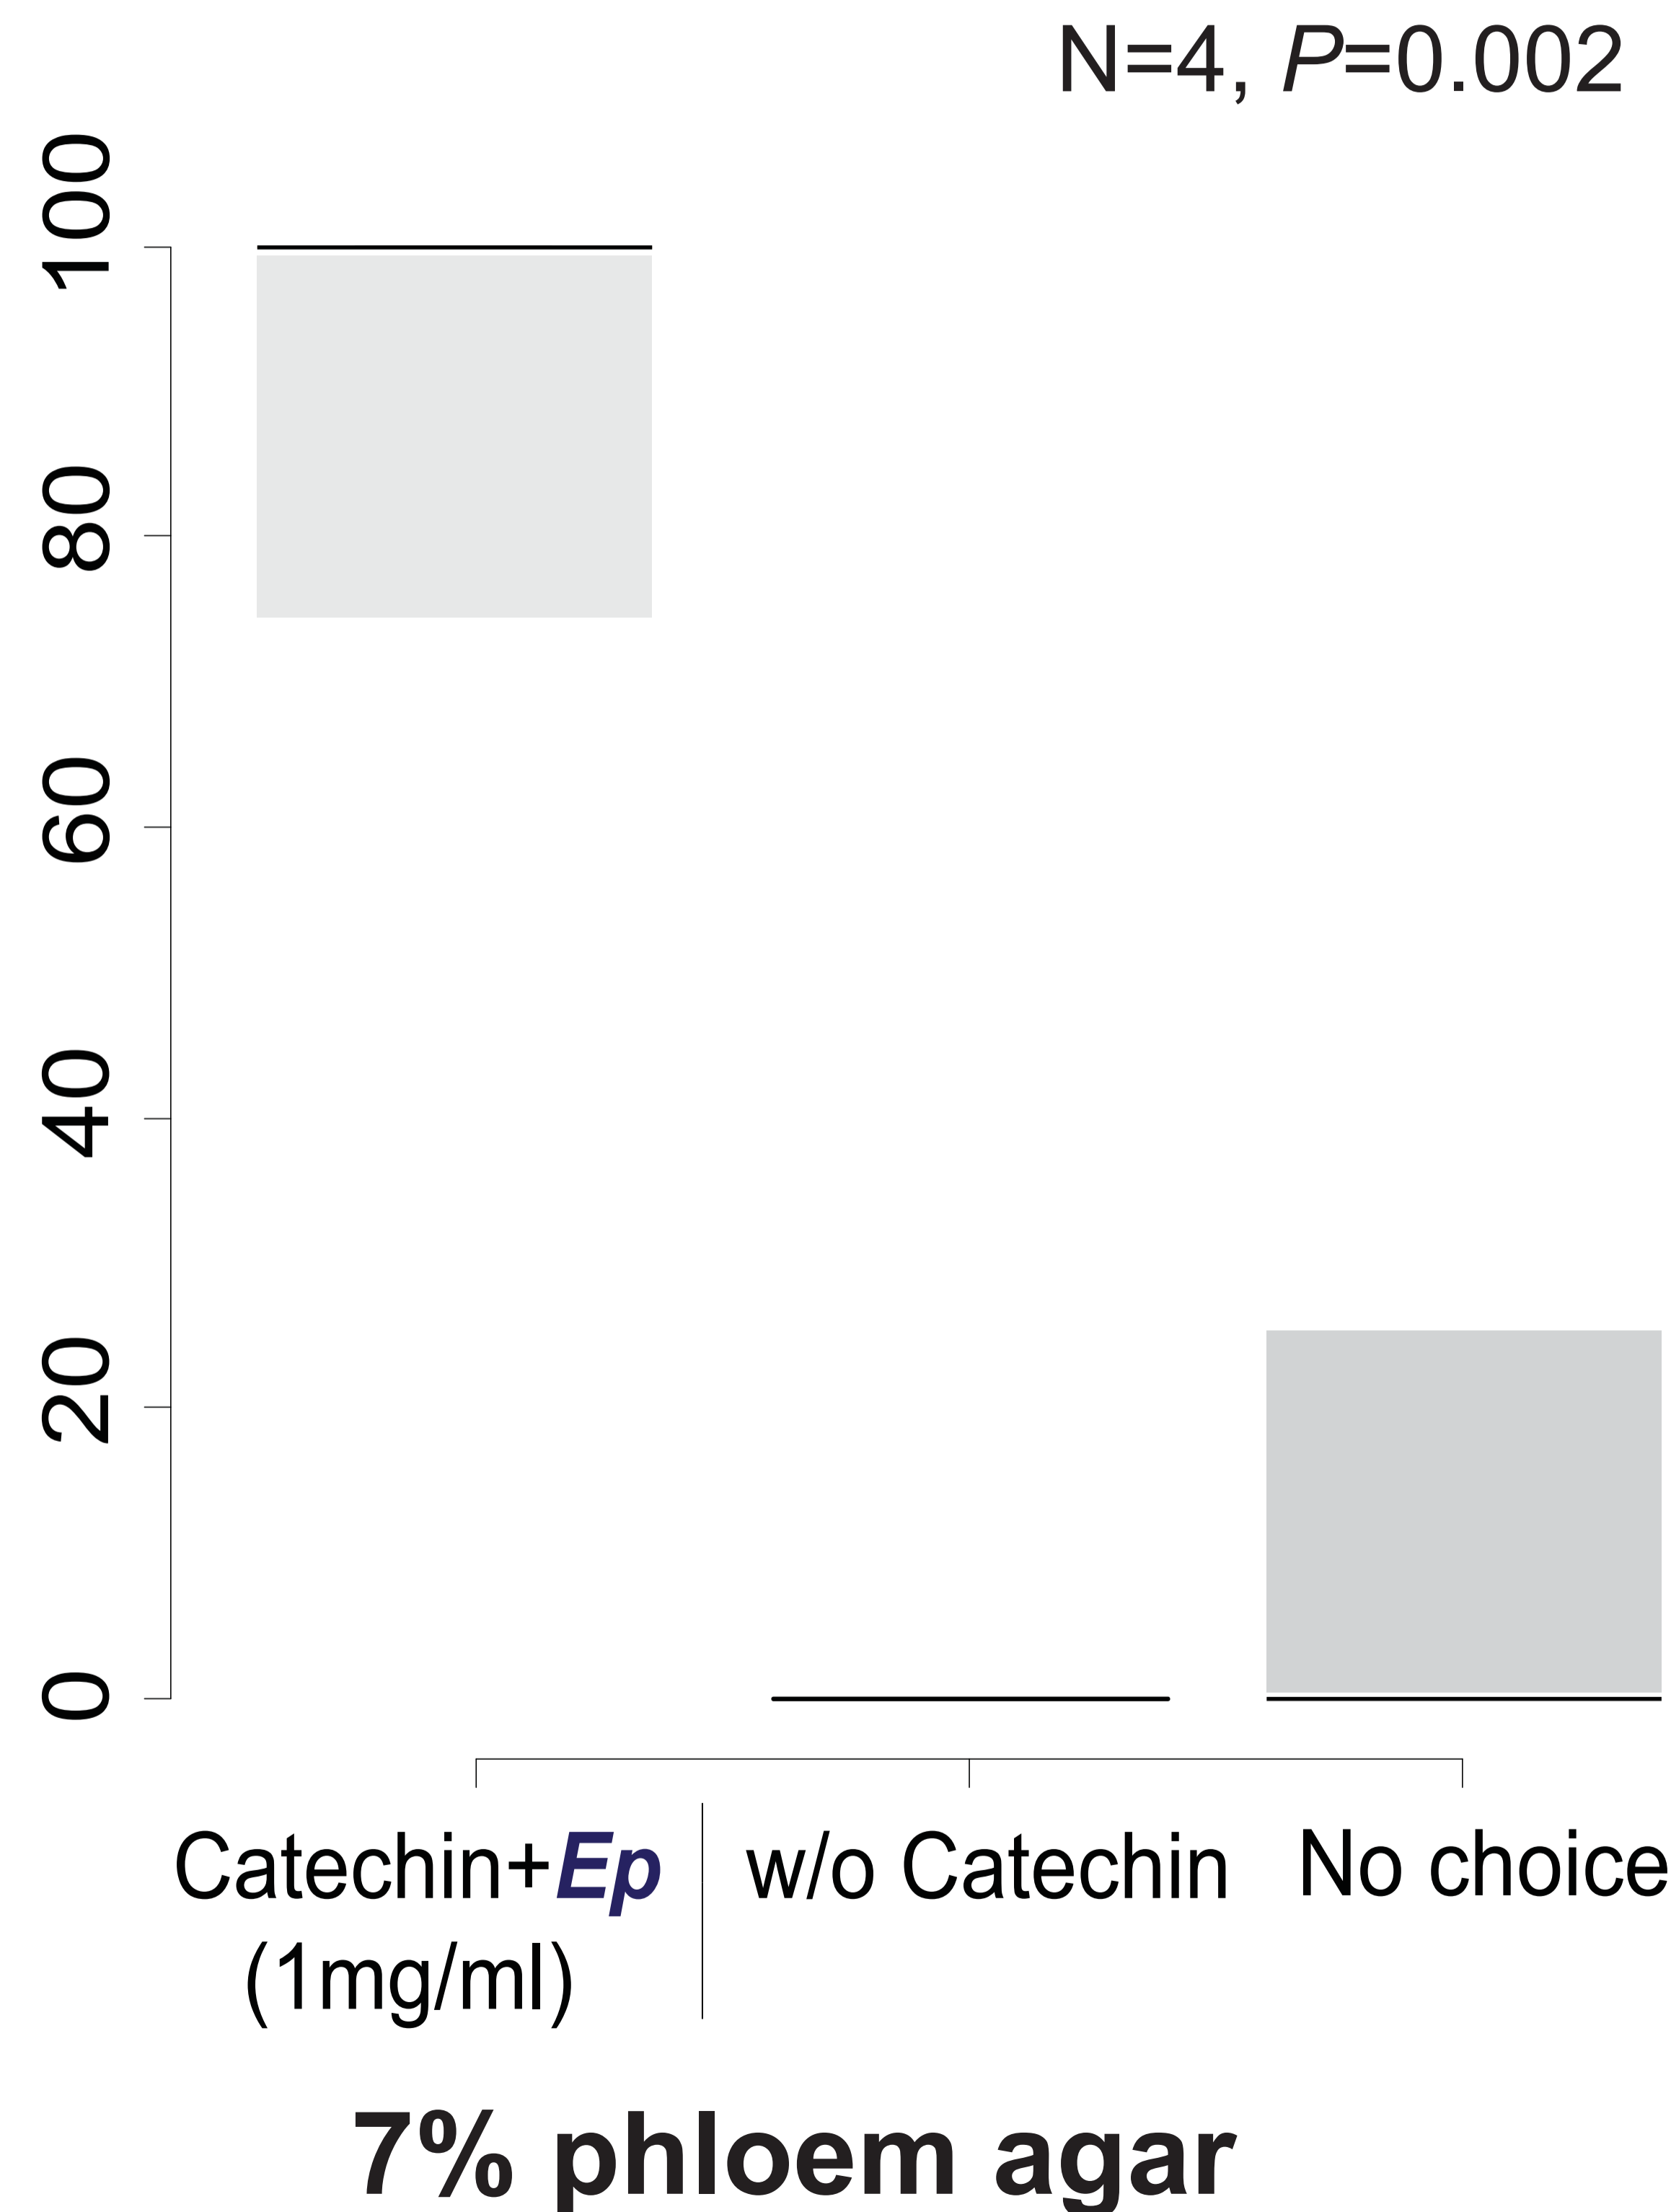 N=4, P=0.002
100
80
60
40
20
0
Catechin+Ep w/o Catechin No choice
(1mg/ml)
7% phloem agar